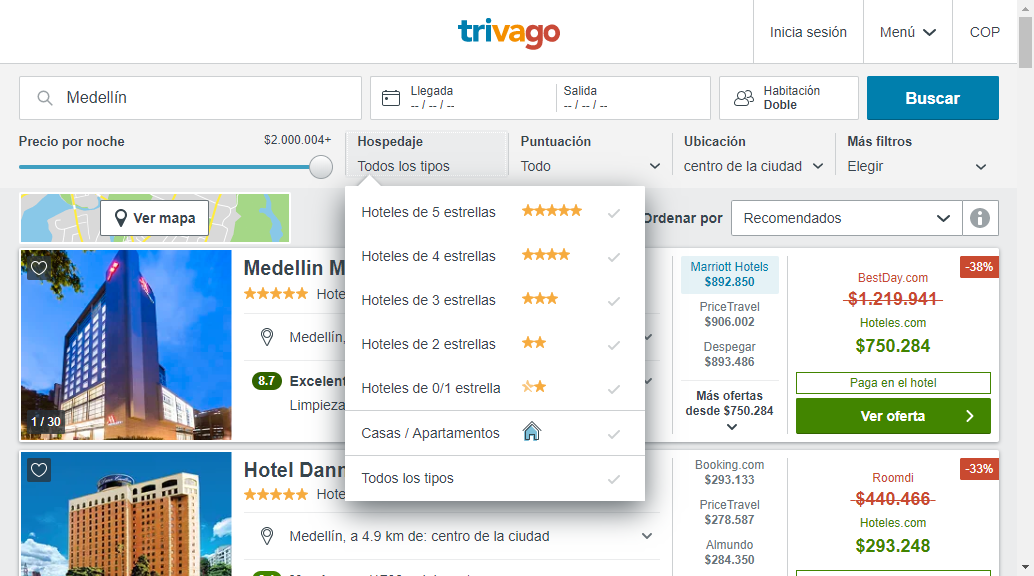 trivago
Inicia sesión
Menú
COP
Medellín
Llegada
-- / -- / --
Salida
-- / -- / --
Habitación
Doble
Buscar
Precio por noche
$2.000.004+
Hospedaje
Todos los tipos
Puntuación
Todo
Ubicación
centro de la ciudad
Más filtros
Elegir
Ver mapa
Hoteles de 5 estrellas
Hoteles de 4 estrellas
Hoteles de 3 estrellas
Hoteles de 2 estrellas
Hoteles de 0/1 estrella
Casas / Apartamentos
Todos los tipos
Ordenar por
Recomendados
1 / 30
Medellin M
Hote
Medellín,
8.7 Excelent
Limpieza
Marriott Hotels
$892.850
PriceTravel
$906.002
Despegar
$893.486
Más ofertas
desde $750.284
-38%
BestDay.com
$1.219.941
Hoteles.com
$750.284
Paga en el hotel
Ver oferta
Hotel Dann
Hote
Medellín, a 4.9 km de: centro de la ciudad
Booking.com
$293.133
PriceTravel
$278.587
Almundo
$284.350
-33%
Roomdi
$440.466
Hoteles.com
$293.248